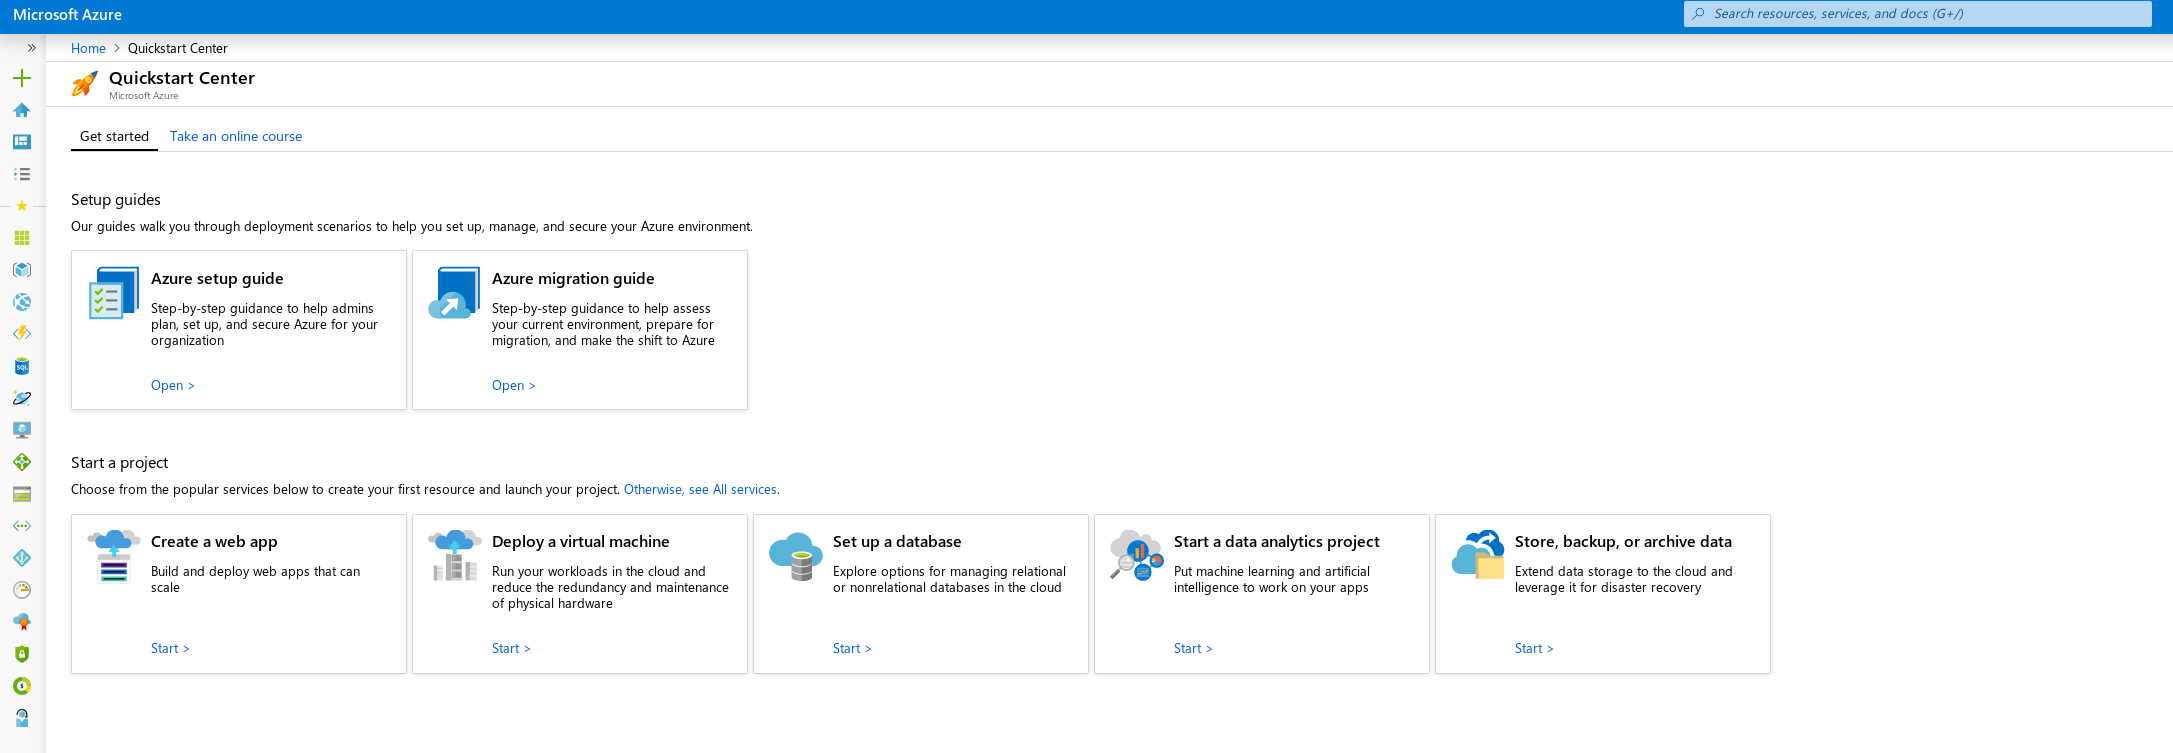 Microsoft Azure
Search resources, services, and docs (G+/)
Home > Quickstart Center
Quickstart Center
Microsoft Azure
Get started
Take an online course
Setup guides
Our guides walk you through deployment scenarios to help you set up, manage, and secure your Azure environment.
Azure setup guide
Step-by-step guidance to help admins
plan, set up, and secure Azure for your
organization
Open >
Azure migration guide
Step-by-step guidance to help assess
your current environment, prepare for
migration, and make the shift to Azure
Open >
Start a project
Choose from the popular services below to create your first resource and launch your project. Otherwise, see All services.
Create a web app
Build and deploy web apps that can
scale
Start >
Deploy a virtual machine
Run your workloads in the cloud and
reduce the redundancy and maintenance
of physical hardware
Start >
Set up a database
Explore options for managing relational
or nonrelational databases in the cloud
Start >
Start a data analytics project
Put machine learning and artificial
intelligence to work on your apps
Start >
Store, backup, or archive data
Extend data storage to the cloud and
leverage it for disaster recovery
Start >
SQL